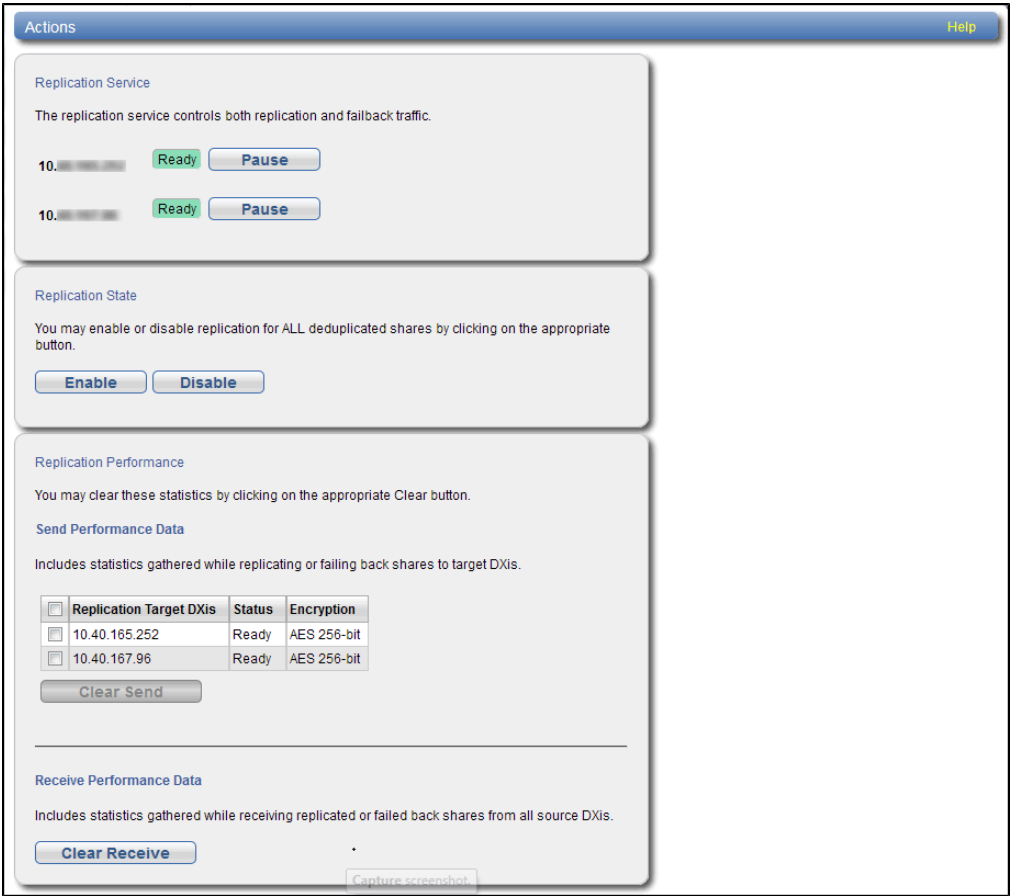 Actions Help
Replication Service
The replication service controls both replication and failback traffic.
10. Ready Pause
10. Ready Pause
Replication State
You may enable or disable replication for ALL deduplicated shares by clicking on the appropriate
button.
Enable Disable
Replication Performance
You may clear these statistics by clicking on the appropriate Clear button.
Send Performance Data
Includes statistics gathered while replicating or failing back shares to target DXis.
Replication Target DXis Status Encryption
10.40.165.252 Ready AES 256-bit
10.40.167.96 Ready AES 256-bit
Clear Send
Receive Performance Data
Includes statistics gathered while receiving replicated or failed back shares from all source DXis.
Clear Receive
Capture screenshot.